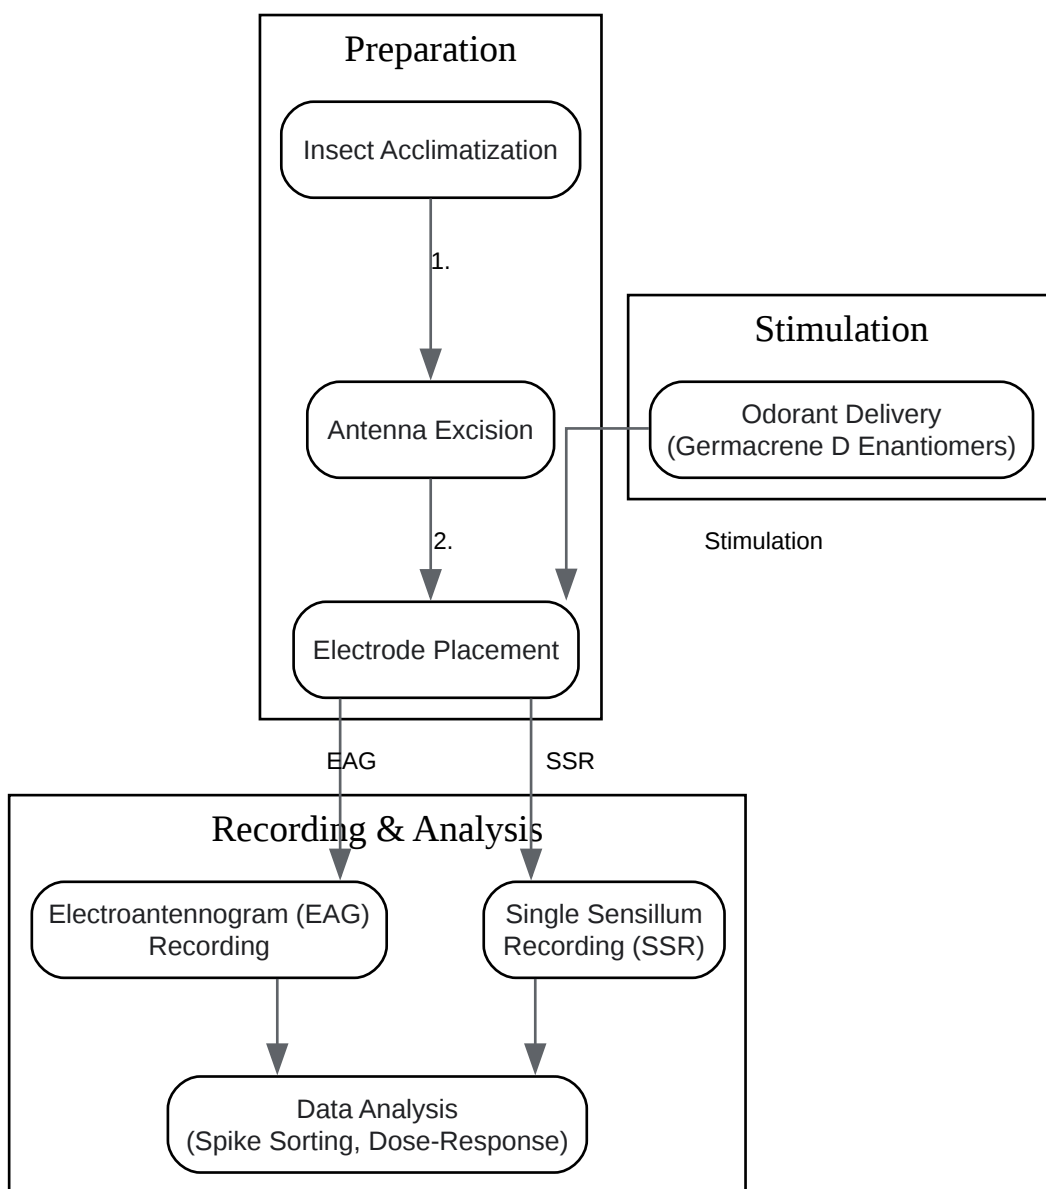 Preparation
Insect Acclimatization
1.
Stimulation
Antenna Excision
Odorant Delivery
(Germacrene D Enantiomers)
2.
Stimulation
Electrode Placement
EAG
SSR
Recording & Analysis
Electroantennogram (EAG)
Recording
Single Sensillum
Recording (SSR)
Data Analysis
(Spike Sorting, Dose-Response)